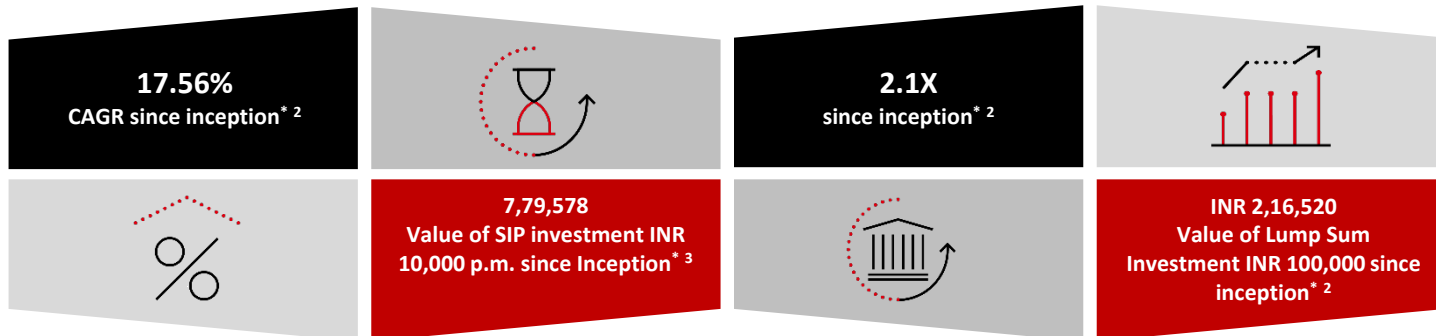 17.56%
CAGR since inception* 2
2.1X
since inception* 2
7,79,578
Value of SIP investment INR
10,000 p.m. since Inception* 3
INR 2,16,520
Value of Lump Sum
Investment INR 100,000 since
inception* 2